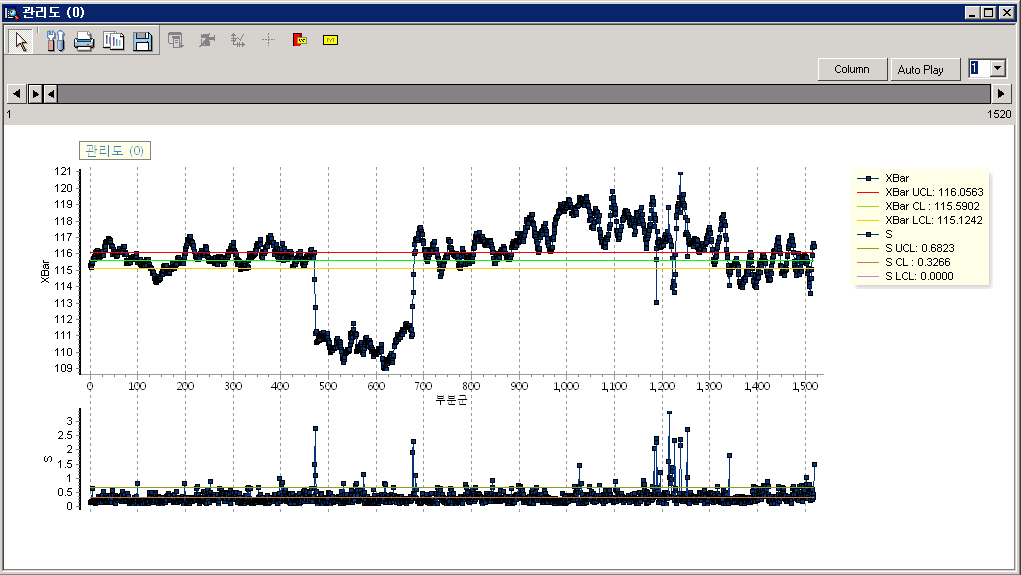 관리도 (0)
Column
Auto Play
1
1
1520
관리도 (0)
121
120
119
118
117
116
115
114
113
112
111
110
109
XBar
0
100
200
300
400
500
600
700
800
900
1,000
1,100
1,200
1,300
1,400
1,500
부분군
XBar
XBar UCL: 116.0563
XBar CL : 115.5902
XBar LCL: 115.1242
S
S UCL: 0.6823
S CL : 0.3266
S LCL: 0.0000
3
2.5
2
1.5
1
0.5
0
S